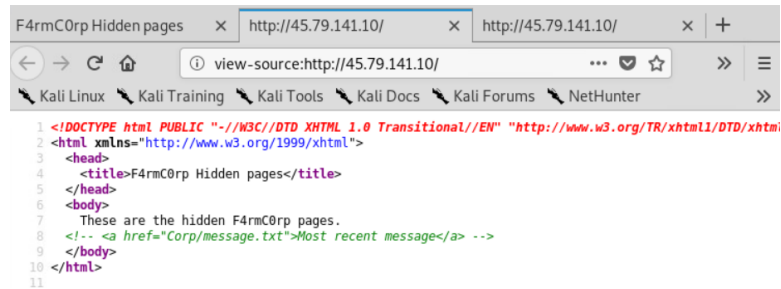 F4rmC0rp Hidden pages × http://45.79.141.10/ × http://45.79.141.10/ × +
view-source:http://45.79.141.10/
Kali Linux Kali Training Kali Tools Kali Docs Kali Forums NetHunter »
1 <!DOCTYPE html PUBLIC "-//W3C//DTD XHTML 1.0 Transitional//EN" "http://www.w3.org/TR/xhtml1/DTD/xhtml
2 <html xmlns="http://www.w3.org/1999/xhtml">
3 <head>
4 <title>F4rmC0rp Hidden pages</title>
5 </head>
6 <body>
7 These are the hidden F4rmC0rp pages.
8 <!-- <a href="Corp/message.txt">Most recent message</a> -->
9 </body>
10 </html>
11